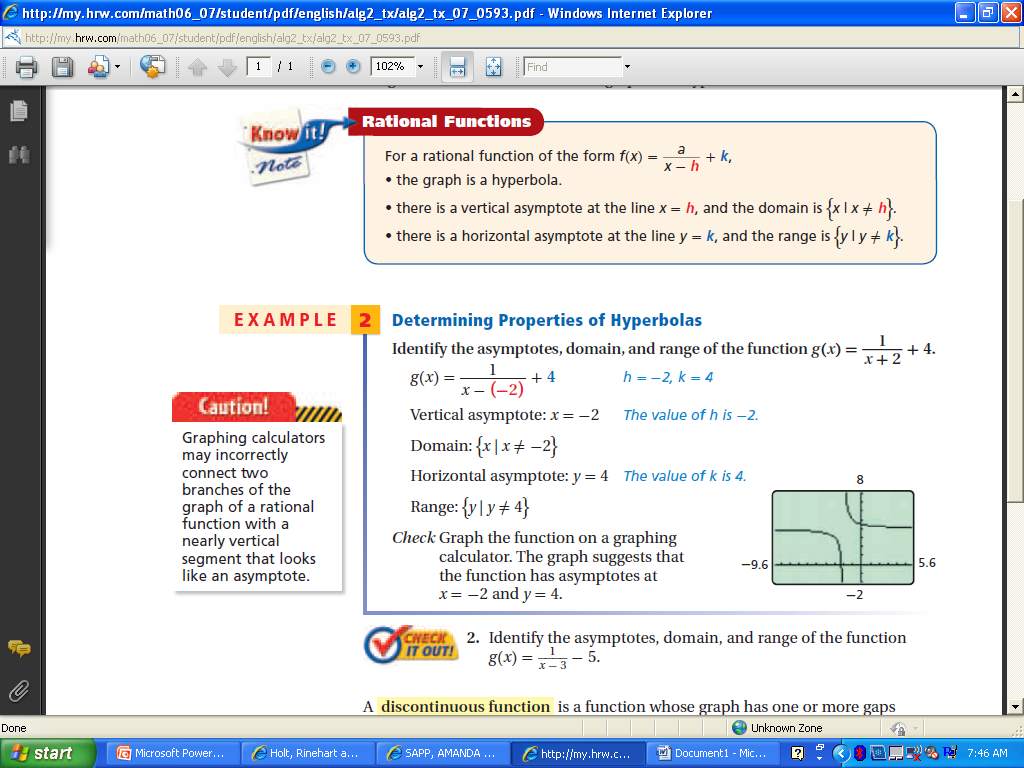 http://my.hrw.com/math06_07/student/pdf/english/alg2_tx/alg2_tx_07_0593.pdf - Windows Internet Explorer
http://my.hrw.com/math06_07/student/pdf/english/alg2_tx/alg2_tx_07_0593.pdf
1 / 1 102% Find
Know it! Note
Rational Functions
For a rational function of the form f(x) = a/(x − h) + k,
• the graph is a hyperbola.
• there is a vertical asymptote at the line x = h, and the domain is {x | x ≠ h}.
• there is a horizontal asymptote at the line y = k, and the range is {y | y ≠ k}.
EXAMPLE 2 Determining Properties of Hyperbolas
Identify the asymptotes, domain, and range of the function g(x) = 1/(x + 2) + 4.
g(x) = 1/(x − (−2)) + 4 h = −2, k = 4
Vertical asymptote: x = −2 The value of h is −2.
Domain: {x | x ≠ −2}
Horizontal asymptote: y = 4 The value of k is 4.
Range: {y | y ≠ 4}
Check Graph the function on a graphing
calculator. The graph suggests that
the function has asymptotes at
x = −2 and y = 4.
8
−9.6
5.6
−2
Caution!
Graphing calculators
may incorrectly
connect two
branches of the
graph of a rational
function with a
nearly vertical
segment that looks
like an asymptote.
CHECK IT OUT!
2. Identify the asymptotes, domain, and range of the function
g(x) = 1/(x − 3) − 5.
A discontinuous function is a function whose graph has one or more gaps
Done Unknown Zone
start Microsoft Power... Holt, Rinehart a... SAPP, AMANDA ... http://my.hrw.c... Document1 - Mic... 7:46 AM